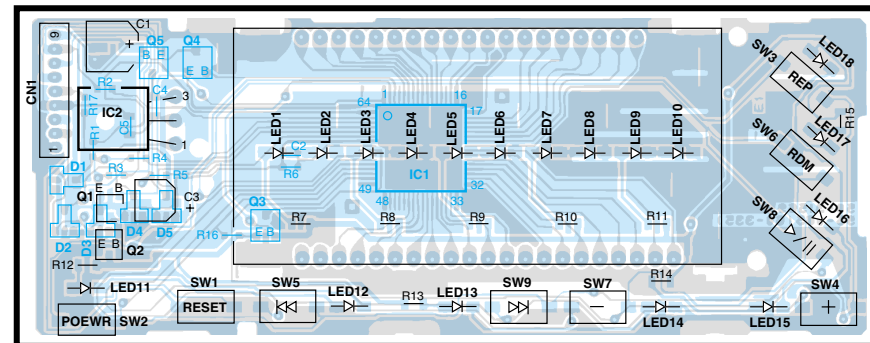 C1
Q5
Q4
B E
E B
9
CN1
1
R2
R17
IC2
C5
C4
3
1
R1
R3
R4
R5
D1
Q1
E B
C3
D2
D3
D4
D5
E B
Q2
R12
R16
Q3
E B
64
1
16
17
IC1
49
48
33
32
LED1
LED2
LED3
LED4
LED5
LED6
LED7
LED8
LED9
LED10
C2
R6
R7
R8
R9
R10
R11
SW3
REP
LED18
R15
SW6
RDM
LED17
SW8
LED16
LED11
POEWR
SW2
SW1
RESET
SW5
LED12
R13
LED13
SW9
SW7
R14
LED14
LED15
SW4